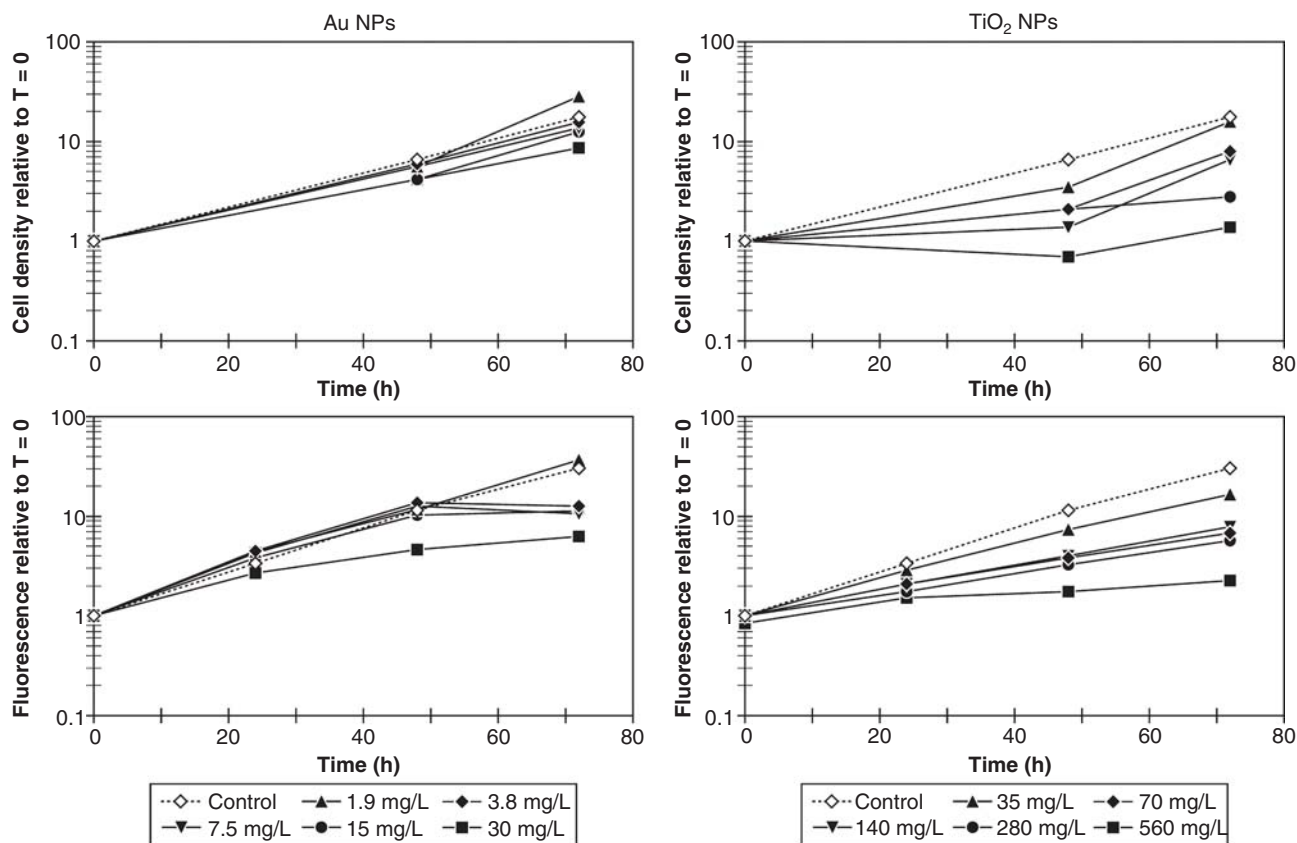 Au NPs
TiO₂ NPs
Cell density relative to T = 0
100
10
1
0.1
0 20 40 60 80
Time (h)
Cell density relative to T = 0
100
10
1
0.1
0 20 40 60 80
Time (h)
Fluorescence relative to T = 0
100
10
1
0.1
0 20 40 60 80
Time (h)
Fluorescence relative to T = 0
100
10
1
0.1
0 20 40 60 80
Time (h)
Control 1.9 mg/L 3.8 mg/L
7.5 mg/L 15 mg/L 30 mg/L
Control 35 mg/L 70 mg/L
140 mg/L 280 mg/L 560 mg/L